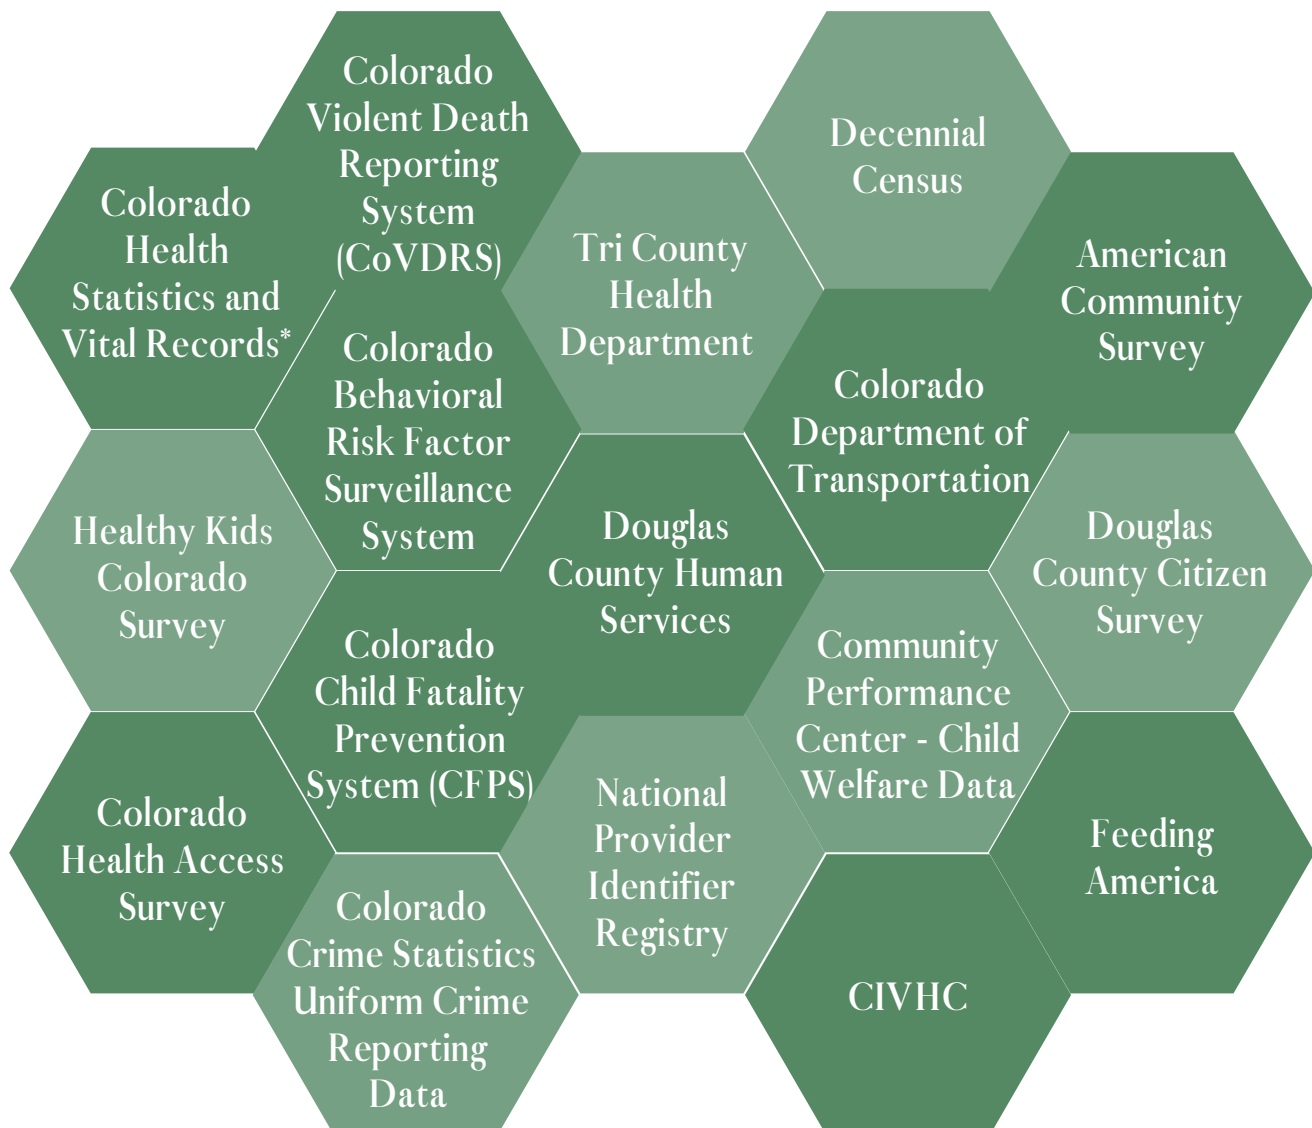 Colorado
Violent Death
Reporting
System
(CoVDRS)
Decennial
Census
Colorado
Health
Statistics and
Vital Records*
Tri County
Health
Department
American
Community
Survey
Colorado
Behavioral
Risk Factor
Surveillance
System
Colorado
Department of
Transportation
Healthy Kids
Colorado
Survey
Douglas
County Human
Services
Douglas
County Citizen
Survey
Colorado
Child Fatality
Prevention
System (CFPS)
Community
Performance
Center - Child
Welfare Data
Colorado
Health Access
Survey
National
Provider
Identifier
Registry
Feeding
America
Colorado
Crime Statistics
Uniform Crime
Reporting
Data
CIVHC